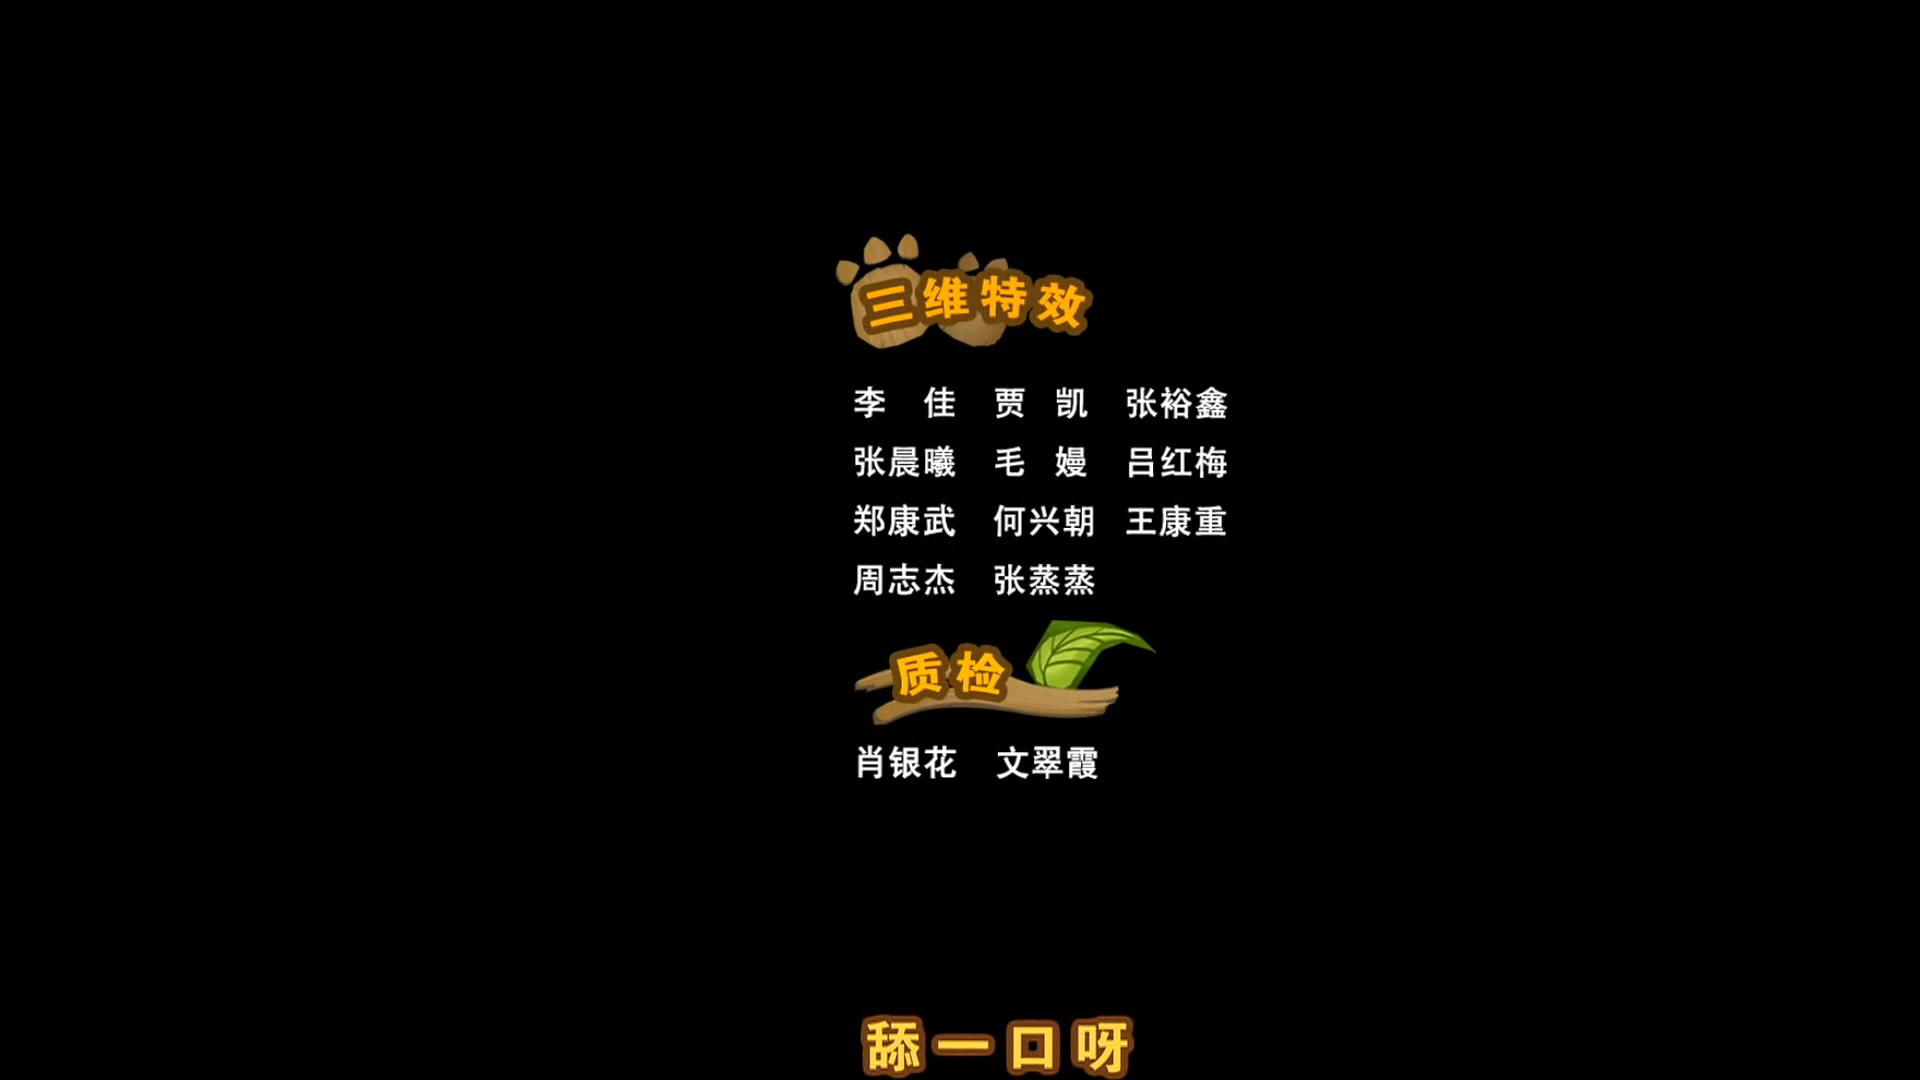 三维特效
李 佳 贾 凯 张裕鑫
张晨曦 毛 嫚 吕红梅
郑康武 何兴朝 王康重
周志杰 张蒸蒸
质检
肖银花 文翠霞
舔一口呀